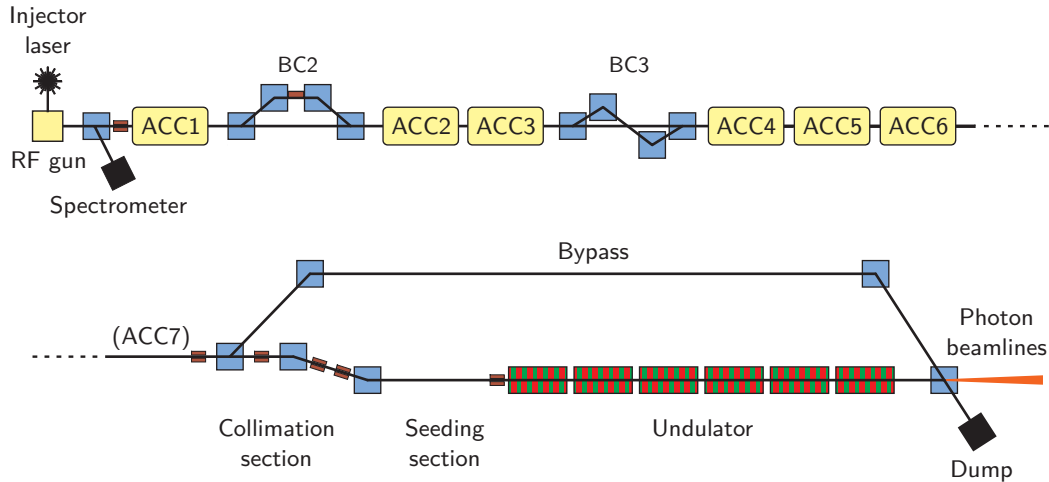 Injector
laser
BC2
BC3
ACC1
ACC2
ACC3
ACC4
ACC5
ACC6
RF gun
Spectrometer
Bypass
(ACC7)
Photon
beamlines
Collimation
section
Seeding
section
Undulator
Dump